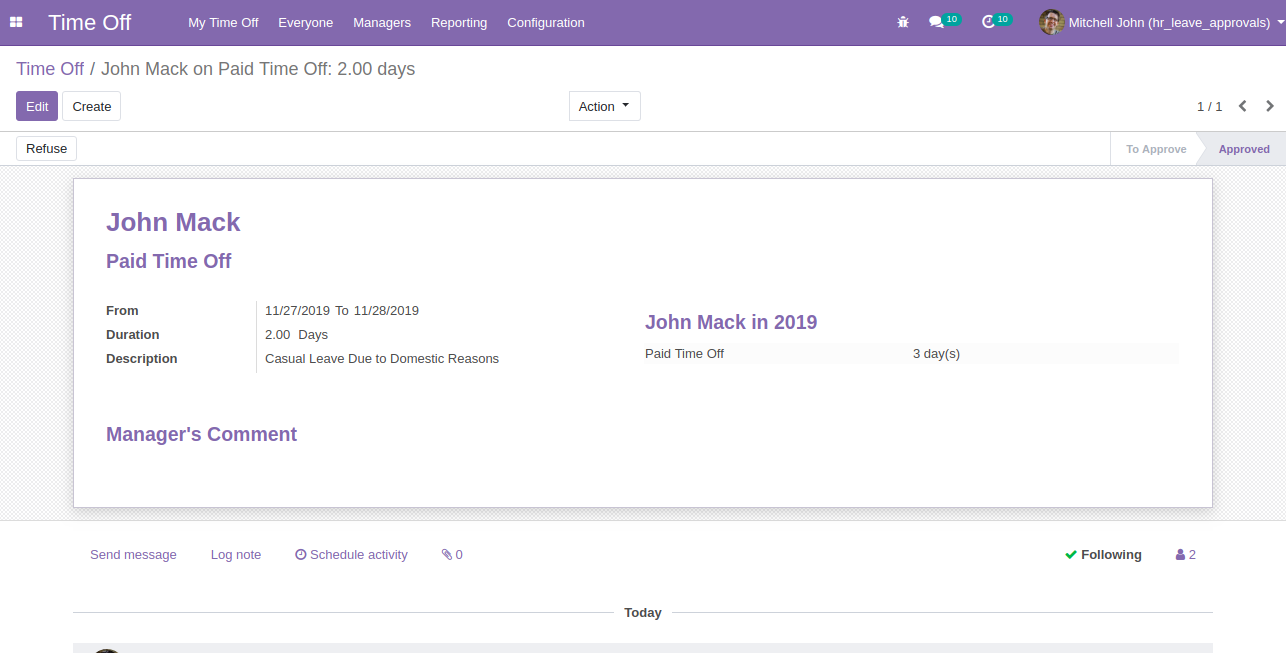 Time Off My Time Off Everyone Managers Reporting Configuration 10 10 Mitchell John (hr_leave_approvals)
Time Off / John Mack on Paid Time Off: 2.00 days
Edit Create Action 1 / 1
Refuse To Approve Approved
John Mack
Paid Time Off
From 11/27/2019 To 11/28/2019
Duration 2.00 Days
Description Casual Leave Due to Domestic Reasons
John Mack in 2019
Paid Time Off 3 day(s)
Manager's Comment
Send message Log note Schedule activity 0 Following 2
Today